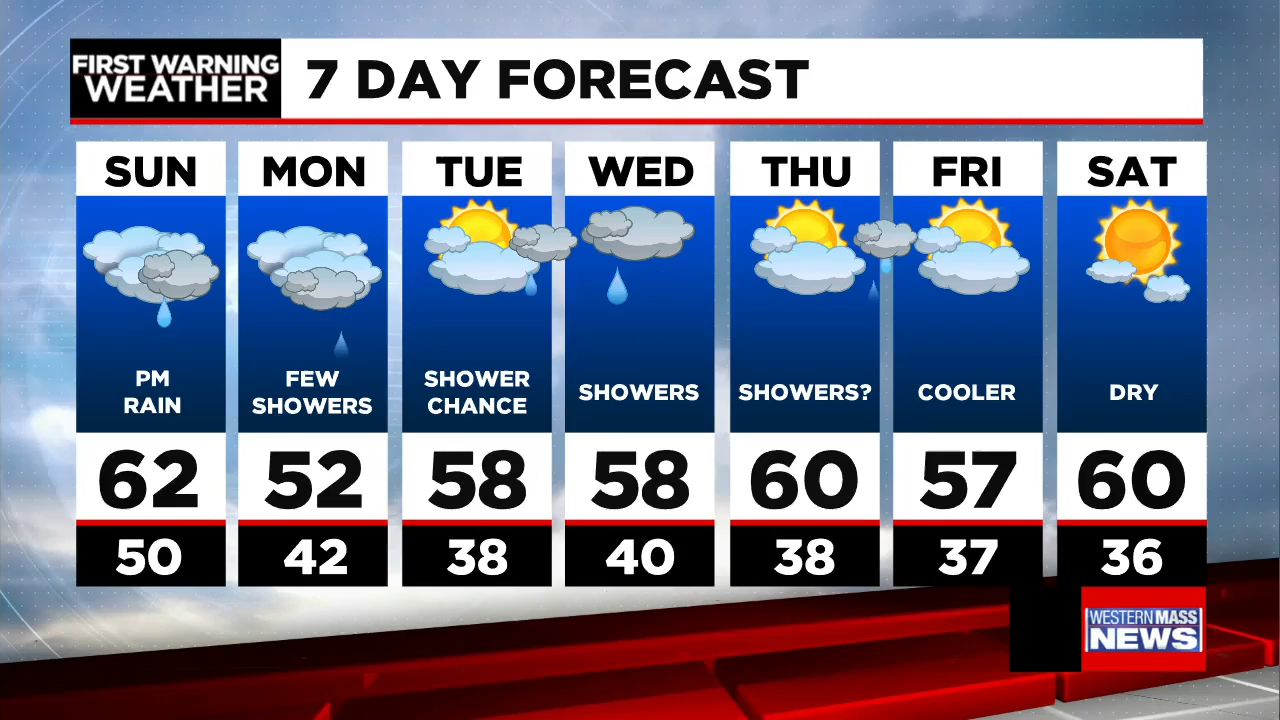 FIRST WARNING
WEATHER
7 DAY FORECAST
SUN
MON
TUE
WED
THU
FRI
SAT
PM
RAIN
FEW
SHOWERS
SHOWER
CHANCE
SHOWERS
SHOWERS?
COOLER
DRY
62
52
58
58
60
57
60
50
42
38
40
38
37
36
WESTERN MASS
NEWS